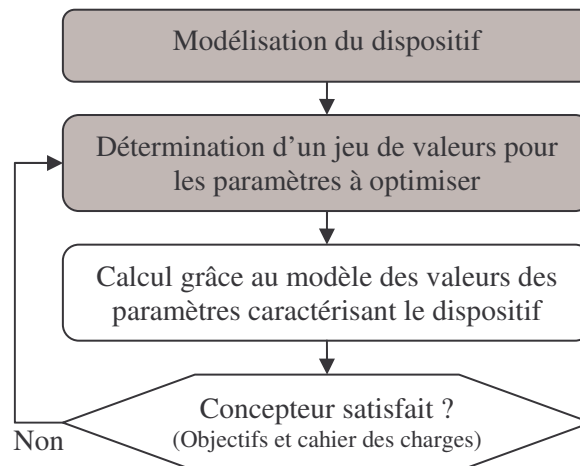 Modélisation du dispositif
Détermination d'un jeu de valeurs pour
les paramètres à optimiser
Calcul grâce au modèle des valeurs des
paramètres caractérisant le dispositif
Concepteur satisfait ?
(Objectifs et cahier des charges)
Non